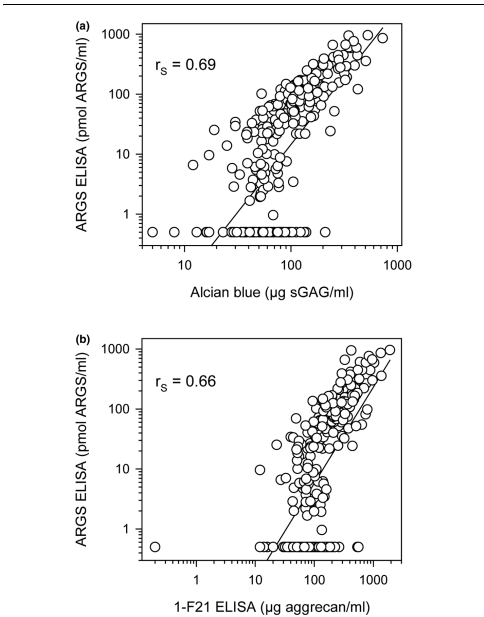 (a)
1000
100
10
1
ARGS ELISA (pmol ARGS/ml)
rS = 0.69
10 100 1000
Alcian blue (µg sGAG/ml)
(b)
1000
100
10
1
ARGS ELISA (pmol ARGS/ml)
rS = 0.66
1 10 100 1000
1-F21 ELISA (µg aggrecan/ml)